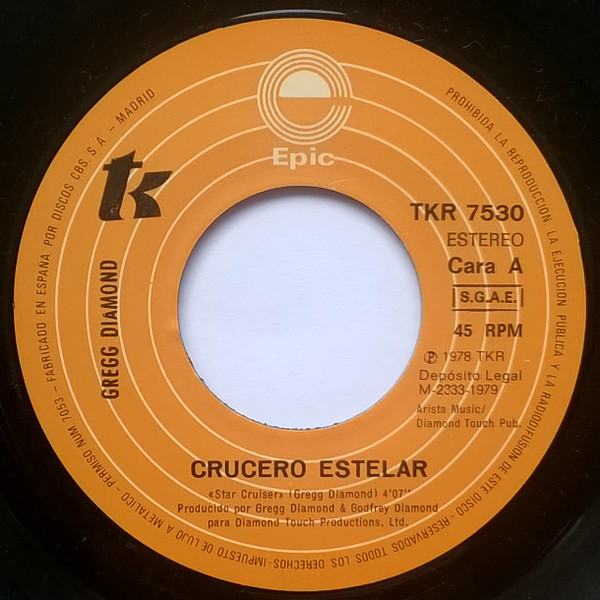 Epic
tk
GREGG DIAMOND
TKR 7530
ESTEREO
Cara A
S.G.A.E.
45 RPM
Ⓟ 1978 TKR
Depósito Legal
M-2333-1979
Arista Music/
Diamond Touch Pub.
CRUCERO ESTELAR
«Star Cruiser» (Gregg Diamond) 4'07''
Producido por Gregg Diamond & Godfrey Diamond
para Diamond Touch Productions, Ltd.
PROHIBIDA LA REPRODUCCION, LA EJECUCION PUBLICA Y LA RADIODIFUSION DE ESTE DISCO - RESERVADOS TODOS LOS DERECHOS - IMPUESTO DE LUJO A METALICO - PERMISO NUM 7053 - FABRICADO EN ESPAÑA POR DISCOS CBS, S A - MADRID